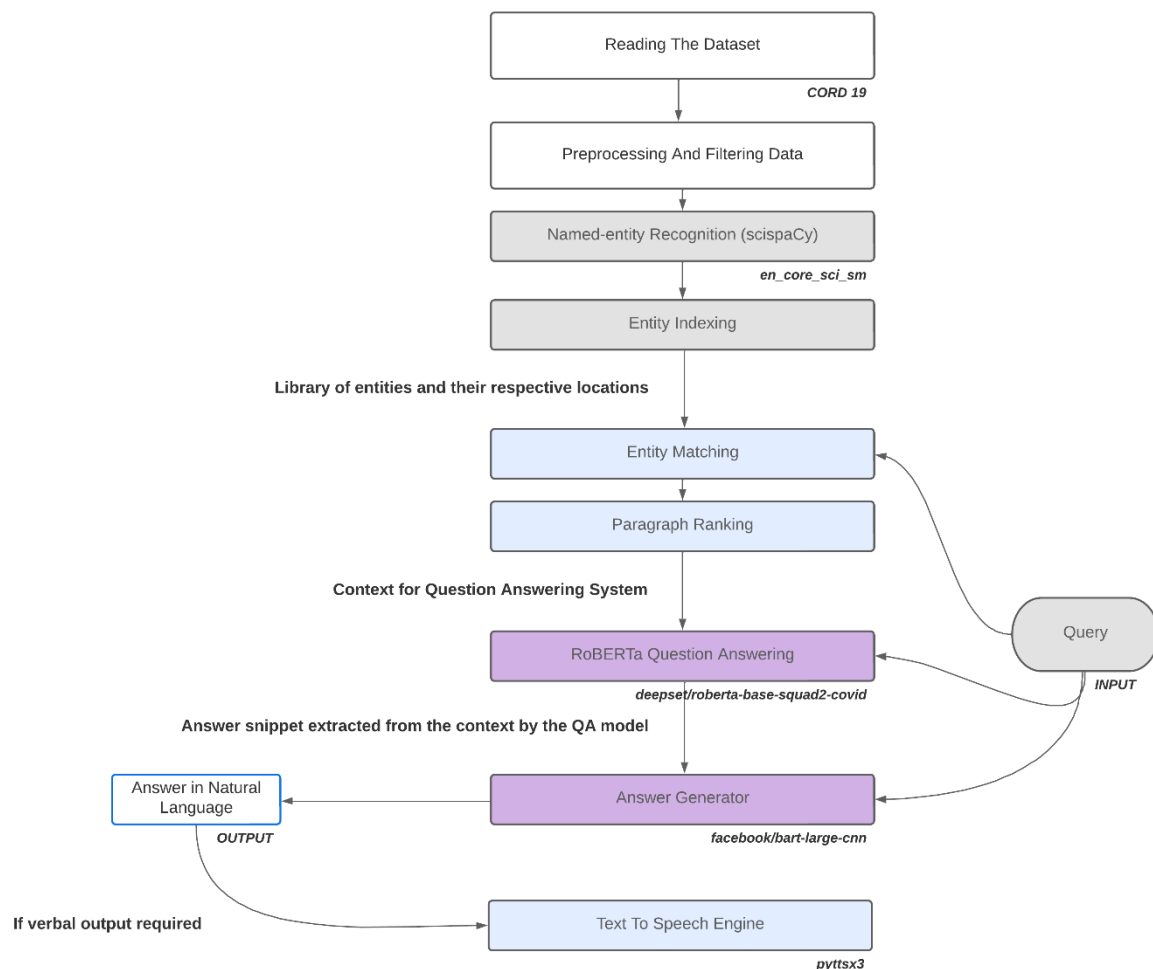 Reading The Dataset
CORD 19
Preprocessing And Filtering Data
Named-entity Recognition (scispaCy)
en_core_sci_sm
Entity Indexing
Library of entities and their respective locations
Entity Matching
Paragraph Ranking
Context for Question Answering System
Query
INPUT
RoBERTa Question Answering
deepset/roberta-base-squad2-covid
Answer snippet extracted from the context by the QA model
Answer in Natural
Language
OUTPUT
Answer Generator
facebook/bart-large-cnn
If verbal output required
Text To Speech Engine
pyttsx3